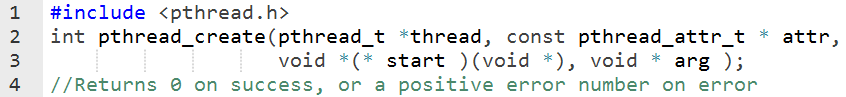 1 #include <pthread.h>
2 int pthread_create(pthread_t *thread, const pthread_attr_t * attr,
3 void *(* start )(void *), void * arg );
4 //Returns 0 on success, or a positive error number on error